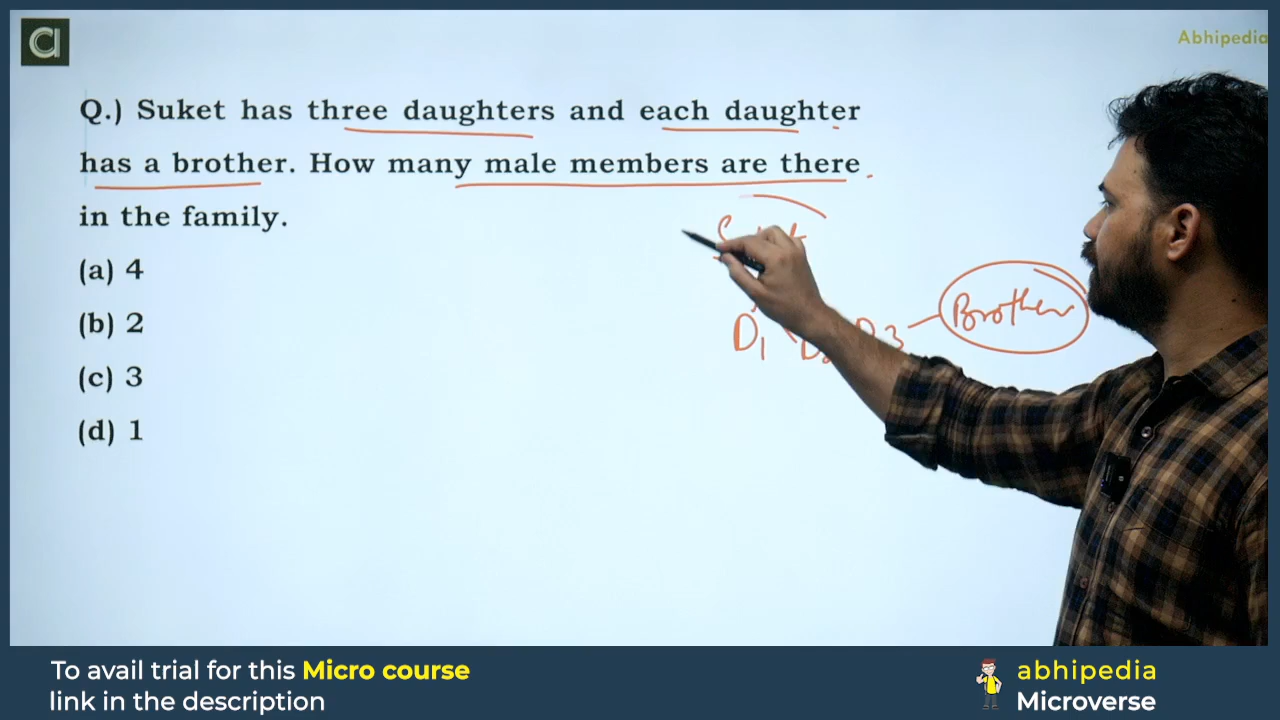 Abhipedia
Q.) Suket has three daughters and each daughter
has a brother. How many male members are there
in the family.
(a) 4
(b) 2
(c) 3
(d) 1
Brother
D1
To avail trial for this Micro course
link in the description
abhipedia
Microverse